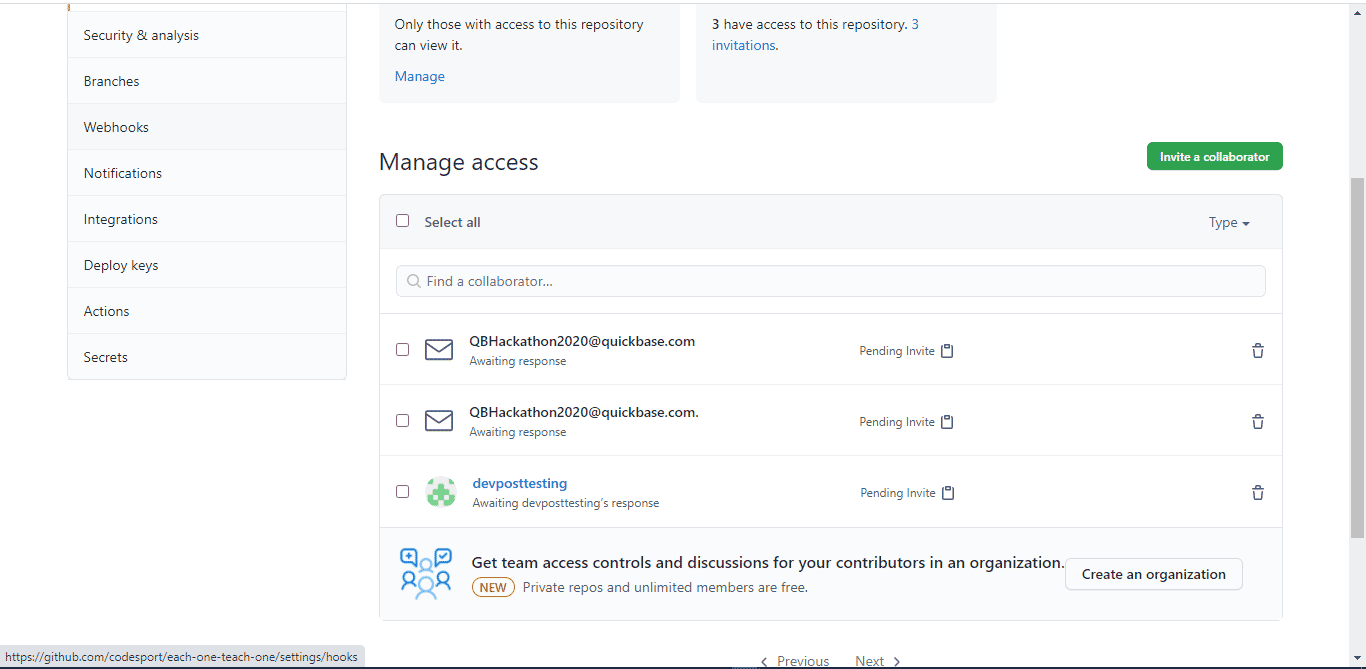 Security & analysis
Branches
Webhooks
Notifications
Integrations
Deploy keys
Actions
Secrets
Only those with access to this repository
can view it.
Manage
3 have access to this repository. 3
invitations.
Manage access
Invite a collaborator
Select all
Type
Find a collaborator...
QBHackathon2020@quickbase.com
Awaiting response
Pending Invite
QBHackathon2020@quickbase.com.
Awaiting response
Pending Invite
devposttesting
Awaiting devposttesting's response
Pending Invite
Get team access controls and discussions for your contributors in an organization.
NEW Private repos and unlimited members are free.
Create an organization
Previous Next
https://github.com/codesport/each-one-teach-one/settings/hooks